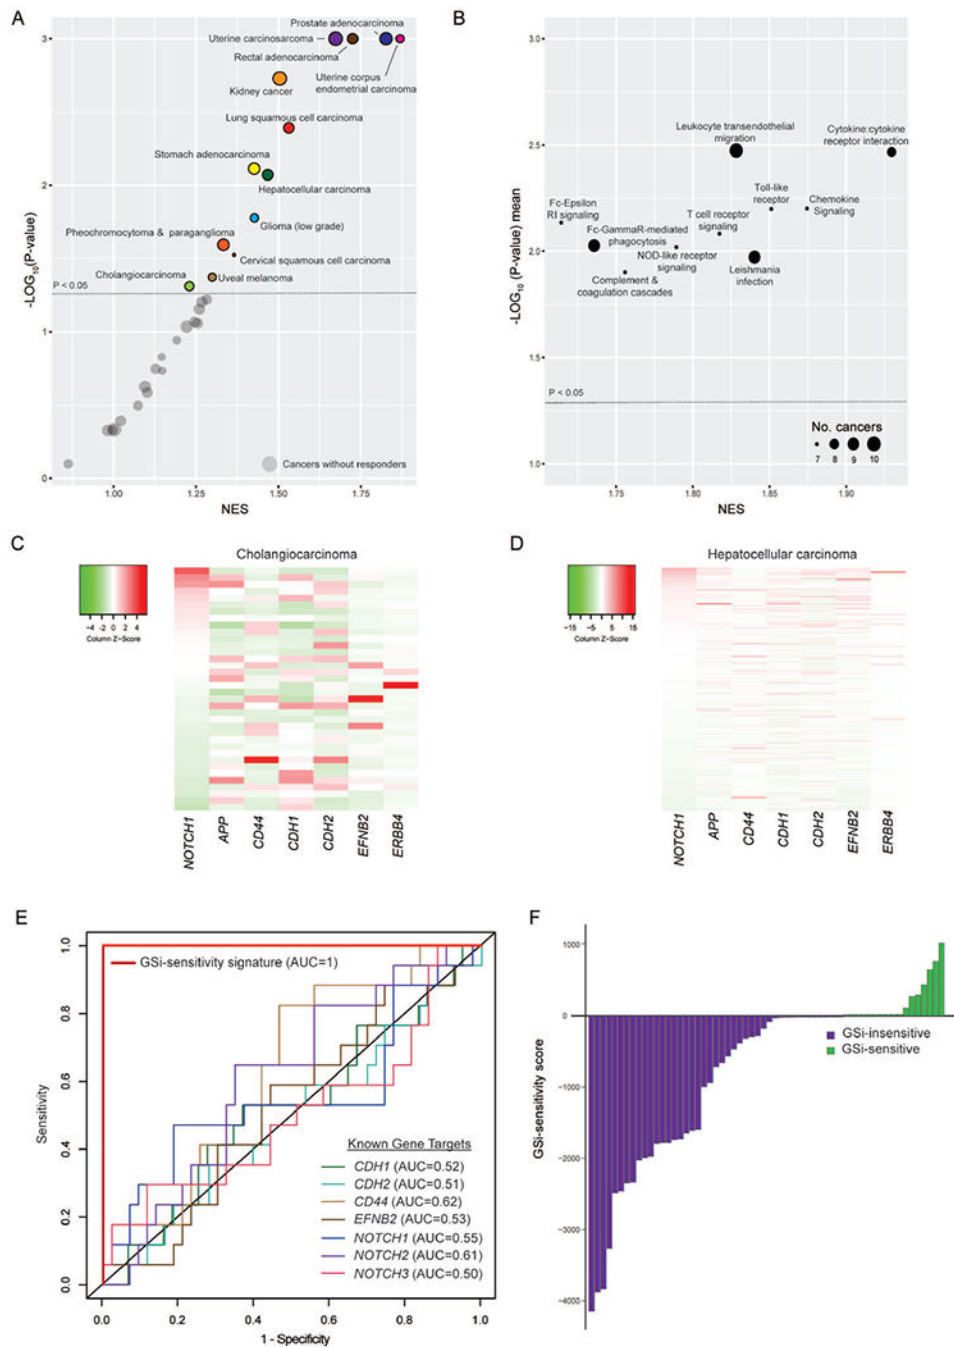 A
Prostate adenocarcinoma
Uterine carcinosarcoma
Rectal adenocarcinoma
Uterine corpus
endometrial carcinoma
Kidney cancer
Lung squamous cell carcinoma
Stomach adenocarcinoma
Hepatocellular carcinoma
Glioma (low grade)
Pheochromocytoma & paraganglioma
Cervical squamous cell carcinoma
Cholangiocarcinoma
Uveal melanoma
P < 0.05
Cancers without responders
3
2
1
0
-LOG10(P-value)
1.00 1.25 1.50 1.75
NES
B
Leukocyte transendothelial
migration
Cytokine:cytokine
receptor interaction
Toll-like
receptor
Chemokine
Signaling
Fc-Epsilon
RI signaling
T cell receptor
signaling
Fc-GammaR-mediated
phagocytosis
NOD-like receptor
signaling
Complement &
coagulation cascades
Leishmania
infection
P < 0.05
No. cancers
7 8 9 10
3.0
2.5
2.0
1.5
1.0
-LOG10 (P-value) mean
1.75 1.80 1.85 1.90
NES
C
Cholangiocarcinoma
-4 -2 0 2 4
Column Z-Score
NOTCH1
APP
CD44
CDH1
CDH2
EFNB2
ERBB4
D
Hepatocellular carcinoma
-15 -5 5 15
Column Z-Score
NOTCH1
APP
CD44
CDH1
CDH2
EFNB2
ERBB4
E
GSi-sensitivity signature (AUC=1)
Known Gene Targets
CDH1 (AUC=0.52)
CDH2 (AUC=0.51)
CD44 (AUC=0.62)
EFNB2 (AUC=0.53)
NOTCH1 (AUC=0.55)
NOTCH2 (AUC=0.61)
NOTCH3 (AUC=0.50)
1.0
0.8
0.6
0.4
0.2
0.0
Sensitivity
0.0 0.2 0.4 0.6 0.8 1.0
1 - Specificity
F
1000
0
-1000
-2000
-3000
-4000
GSi-sensitivity score
GSi-insensitive
GSi-sensitive